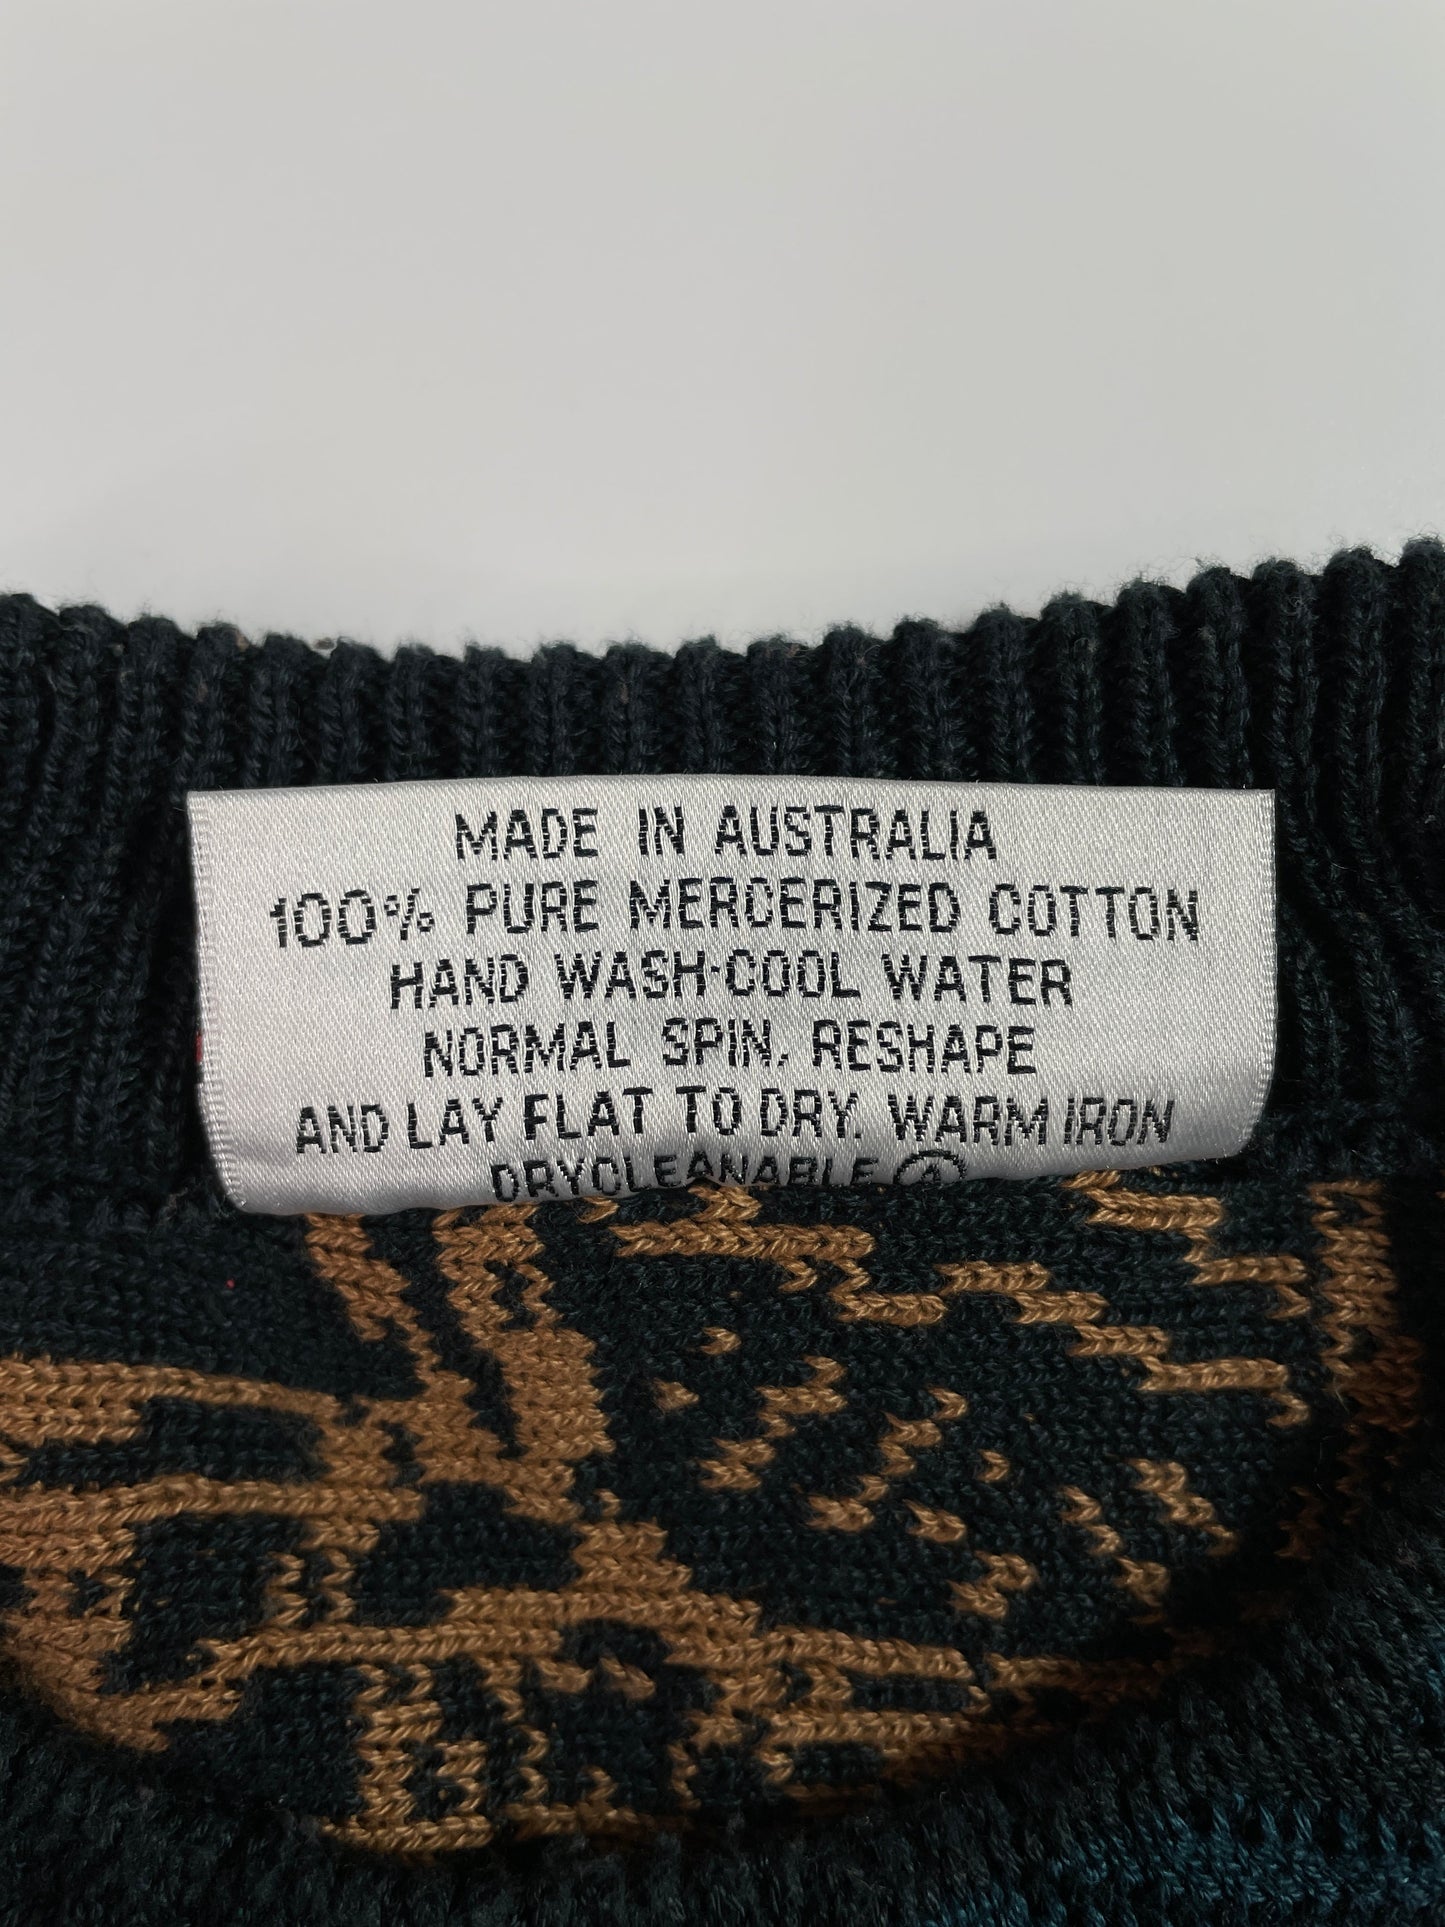 MADE IN AUSTRALIA
100% PURE MERCERIZED COTTON
HAND WASH·COOL WATER
NORMAL SPIN, RESHAPE
AND LAY FLAT TO DRY. WARM IRON
DRYCLEANABLE Ⓐ